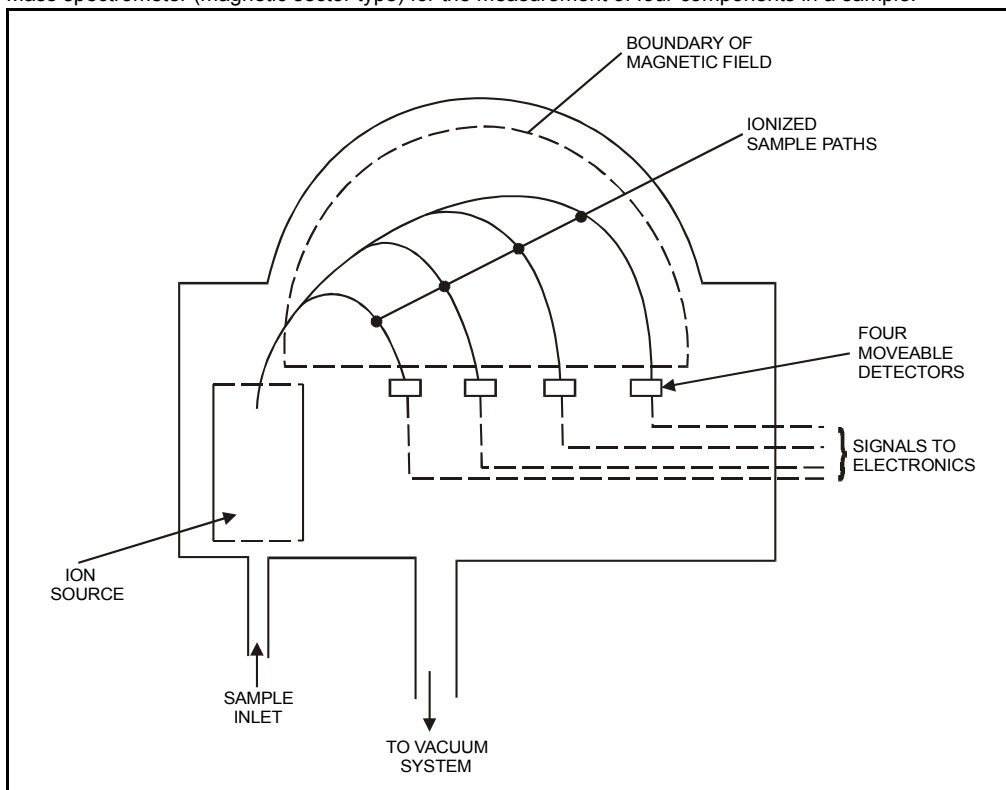 mass spectrometer (magnetic sector type) for the measurement of four components in a sample.
BOUNDARY OF
MAGNETIC FIELD
IONIZED
SAMPLE PATHS
FOUR
MOVEABLE
DETECTORS
SIGNALS TO
ELECTRONICS
ION
SOURCE
SAMPLE
INLET
TO VACUUM
SYSTEM